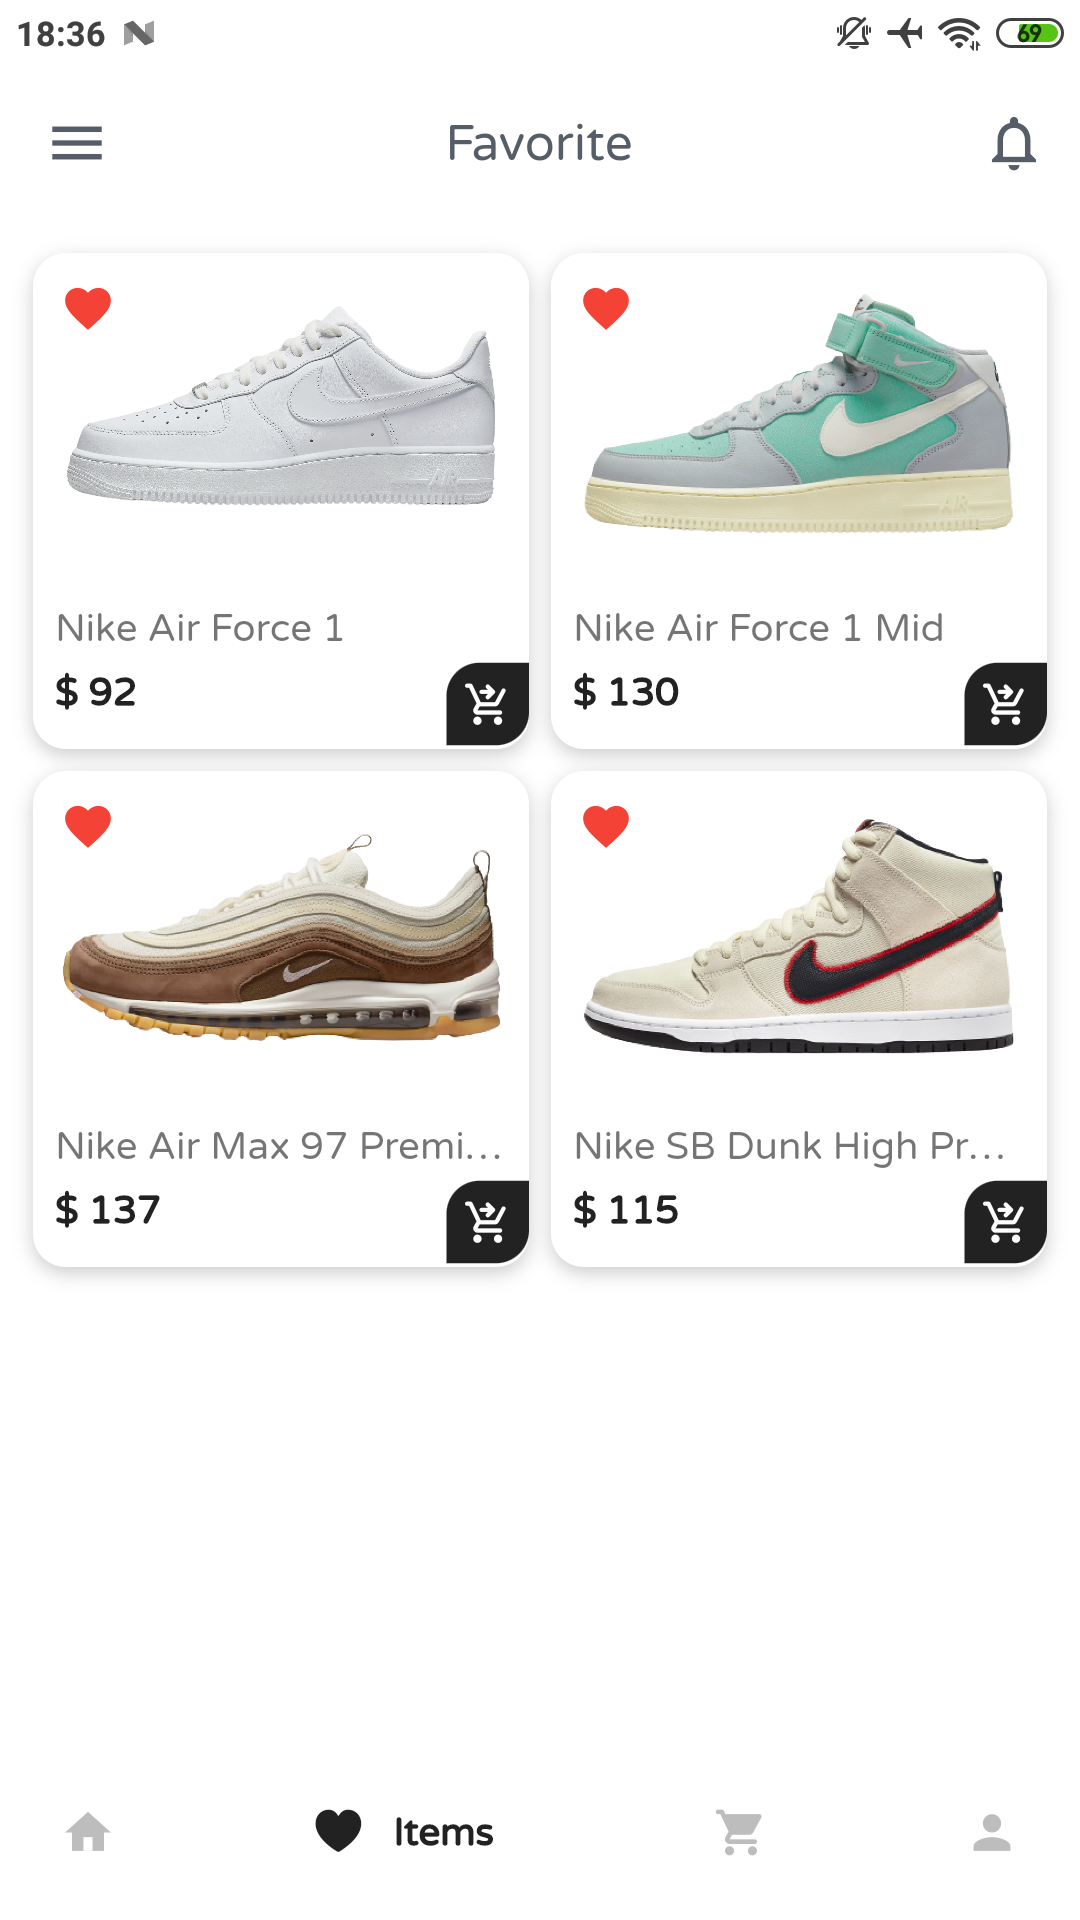 18:36
69
Favorite
Nike Air Force 1
$ 92
Nike Air Force 1 Mid
$ 130
Nike Air Max 97 Premi...
$ 137
Nike SB Dunk High Pr...
$ 115
Items